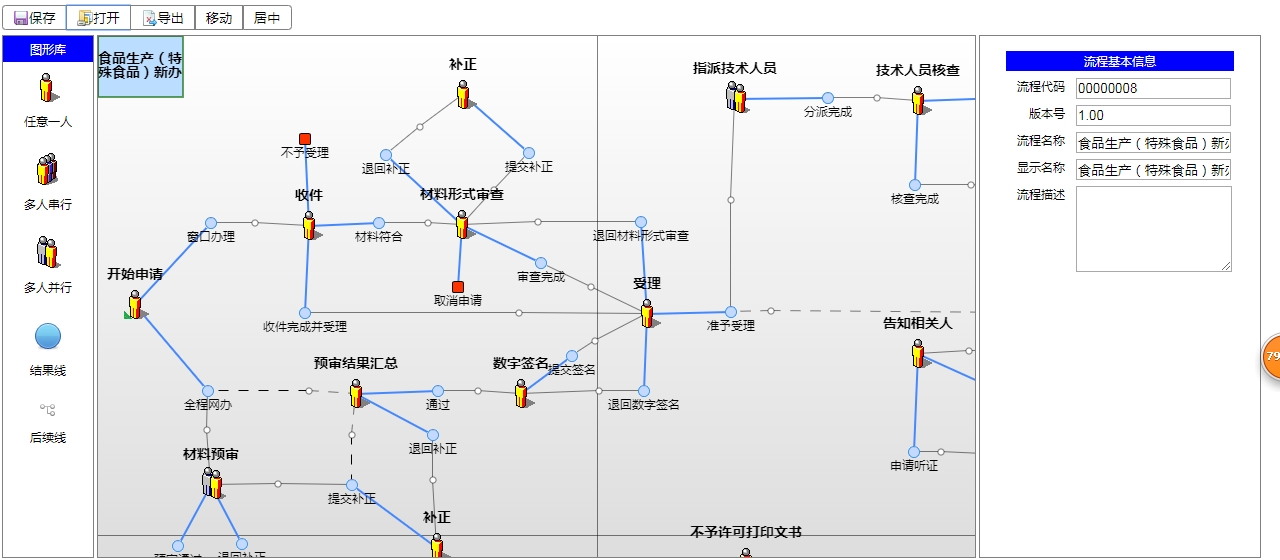 保存
打开
导出
移动
居中
图形库
任意一人
多人串行
多人并行
结果线
后续线
食品生产（特
殊食品）新办
补正
指派技术人员
技术人员核查
分派完成
不予受理
退回补正
提交补正
收件
材料形式审查
核查完成
窗口办理
材料符合
退回材料形式审查
开始申请
审查完成
受理
取消申请
收件完成并受理
准予受理
告知相关人
预审结果汇总
数字签名
提交签名
全程网办
通过
退回数字签名
材料预审
退回补正
申请听证
提交补正
补正
不予许可打印文书
退回补正
流程基本信息
流程代码
00000008
版本号
1.00
流程名称
食品生产（特殊食品）新
显示名称
食品生产（特殊食品）新
流程描述
79